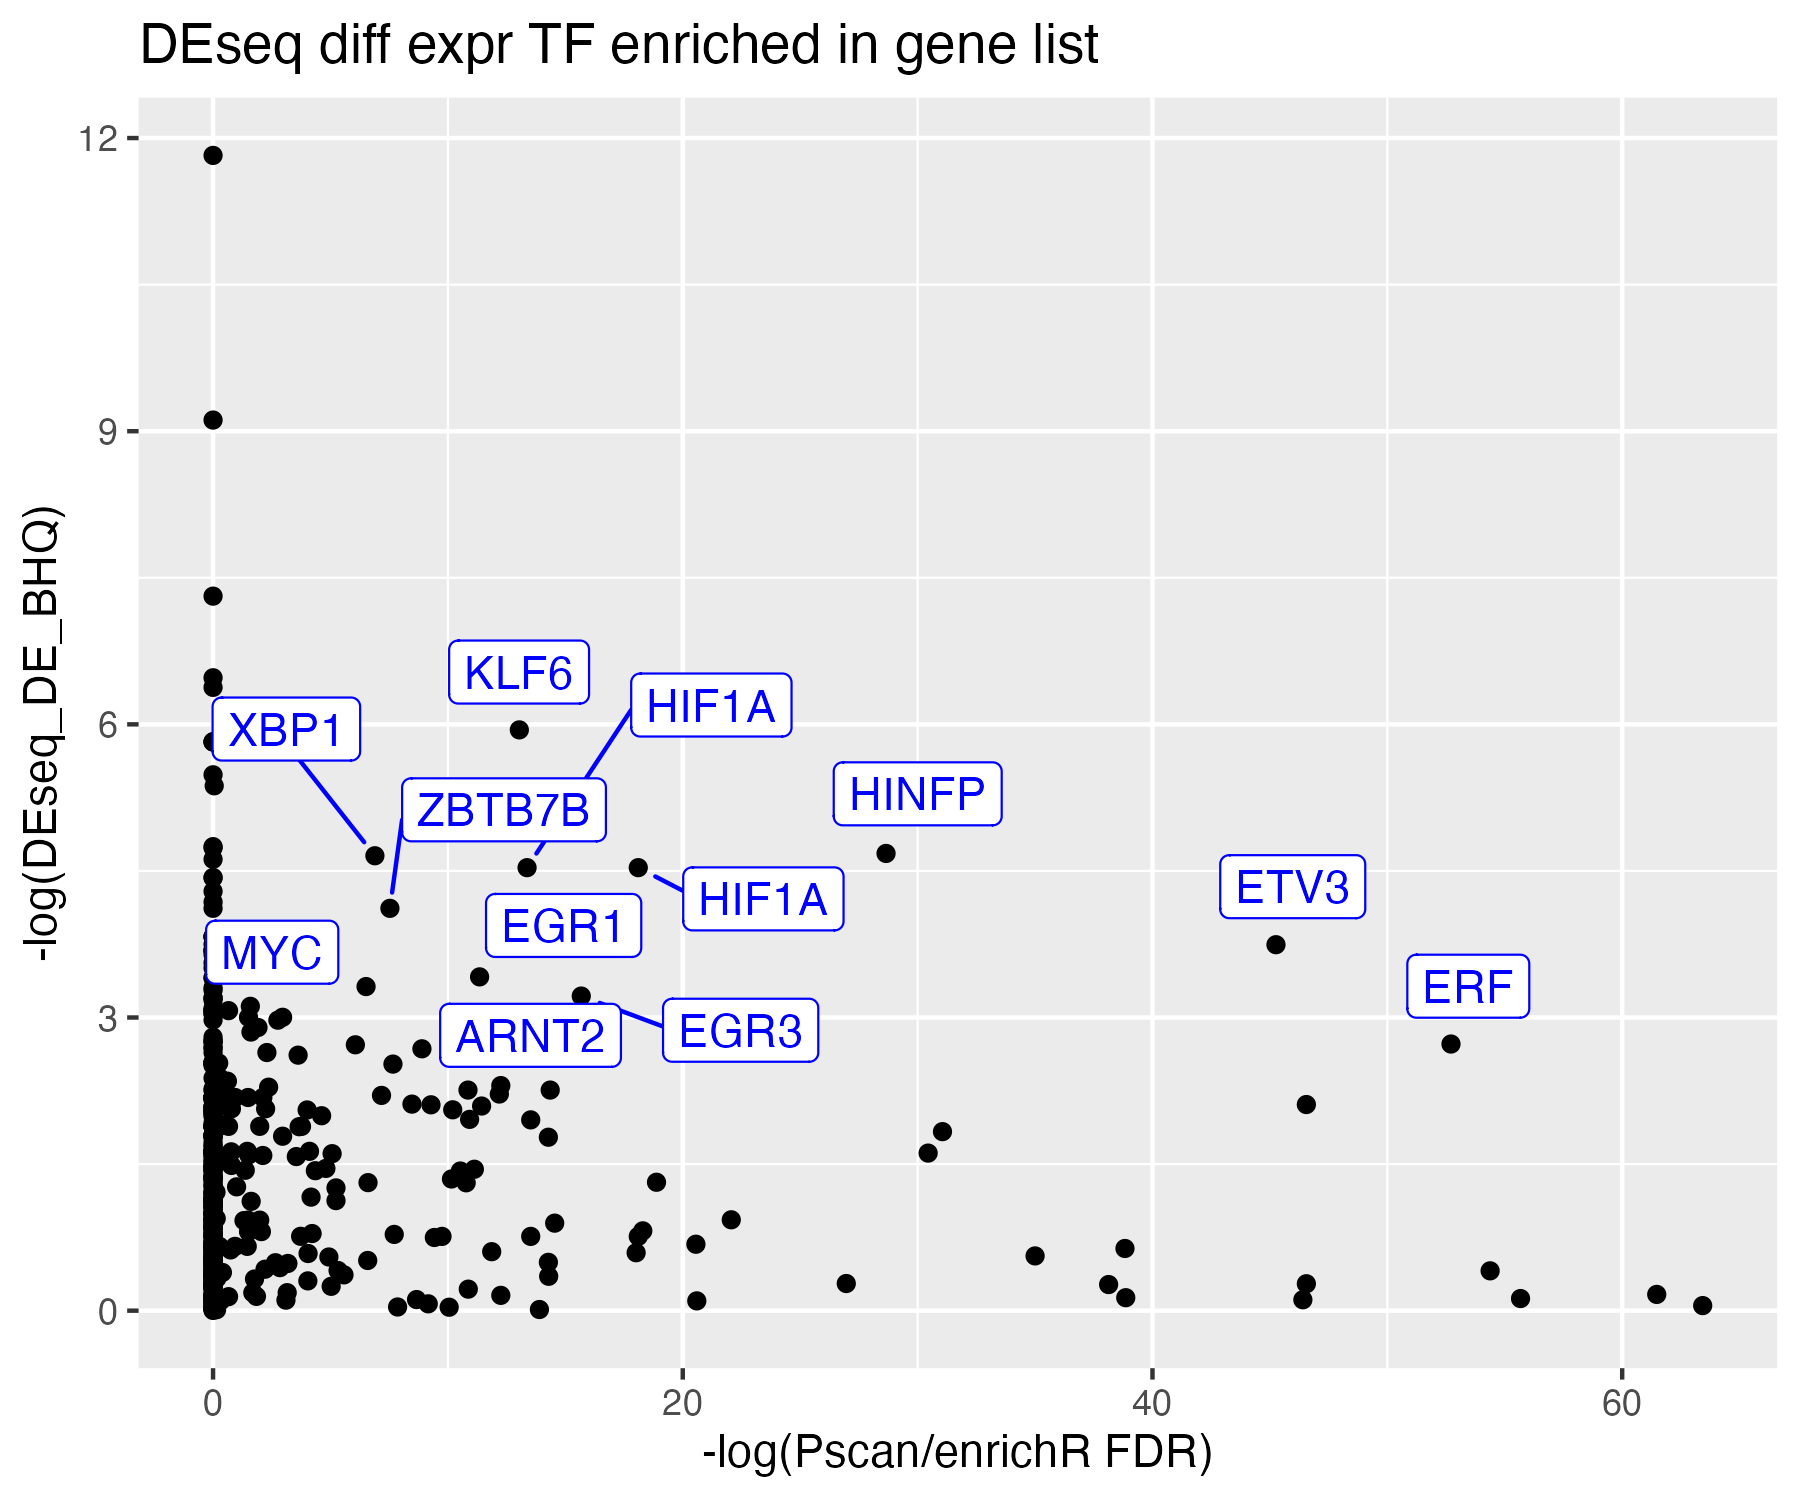 DEseq diff expr TF enriched in gene list
-log(DEseq_DE_BHQ)
12
9
6
3
0
KLF6
HIF1A
XBP1
ZBTB7B
HINFP
ETV3
HIF1A
EGR1
MYC
ERF
ARNT2
EGR3
0
20
40
60
-log(Pscan/enrichR FDR)